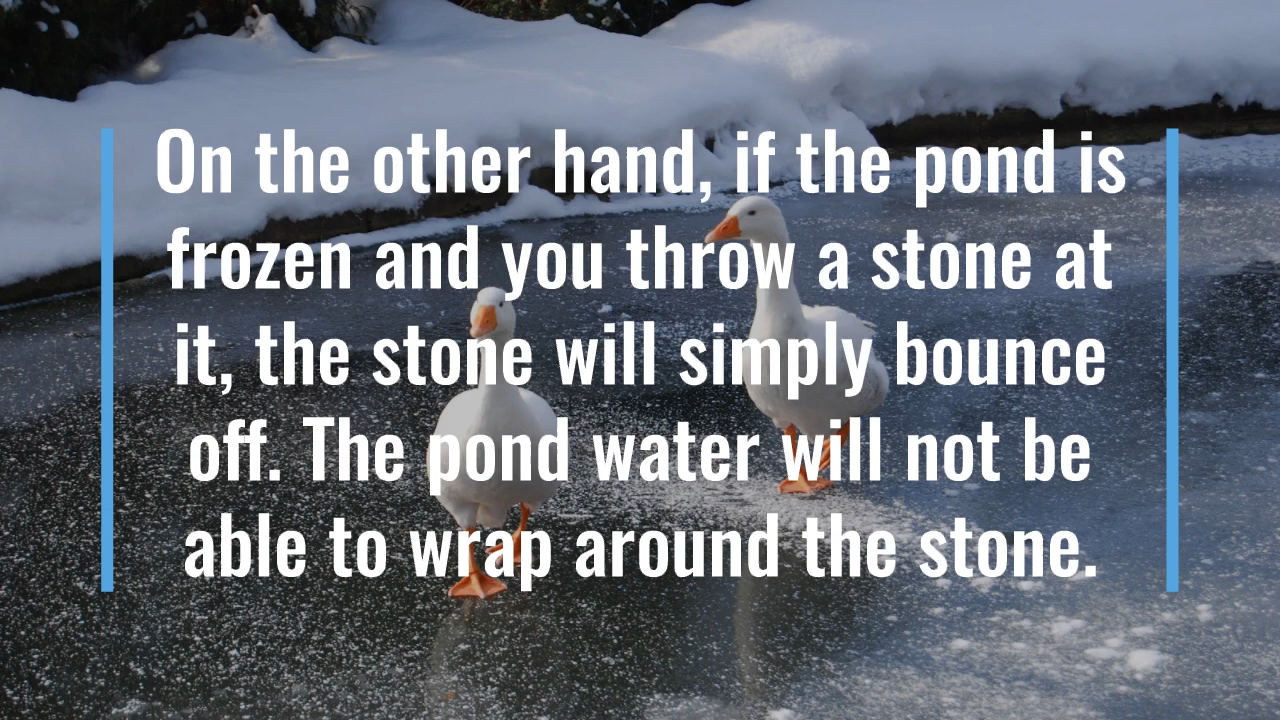 On the other hand, if the pond is
frozen and you throw a stone at
it, the stone will simply bounce
off. The pond water will not be
able to wrap around the stone.